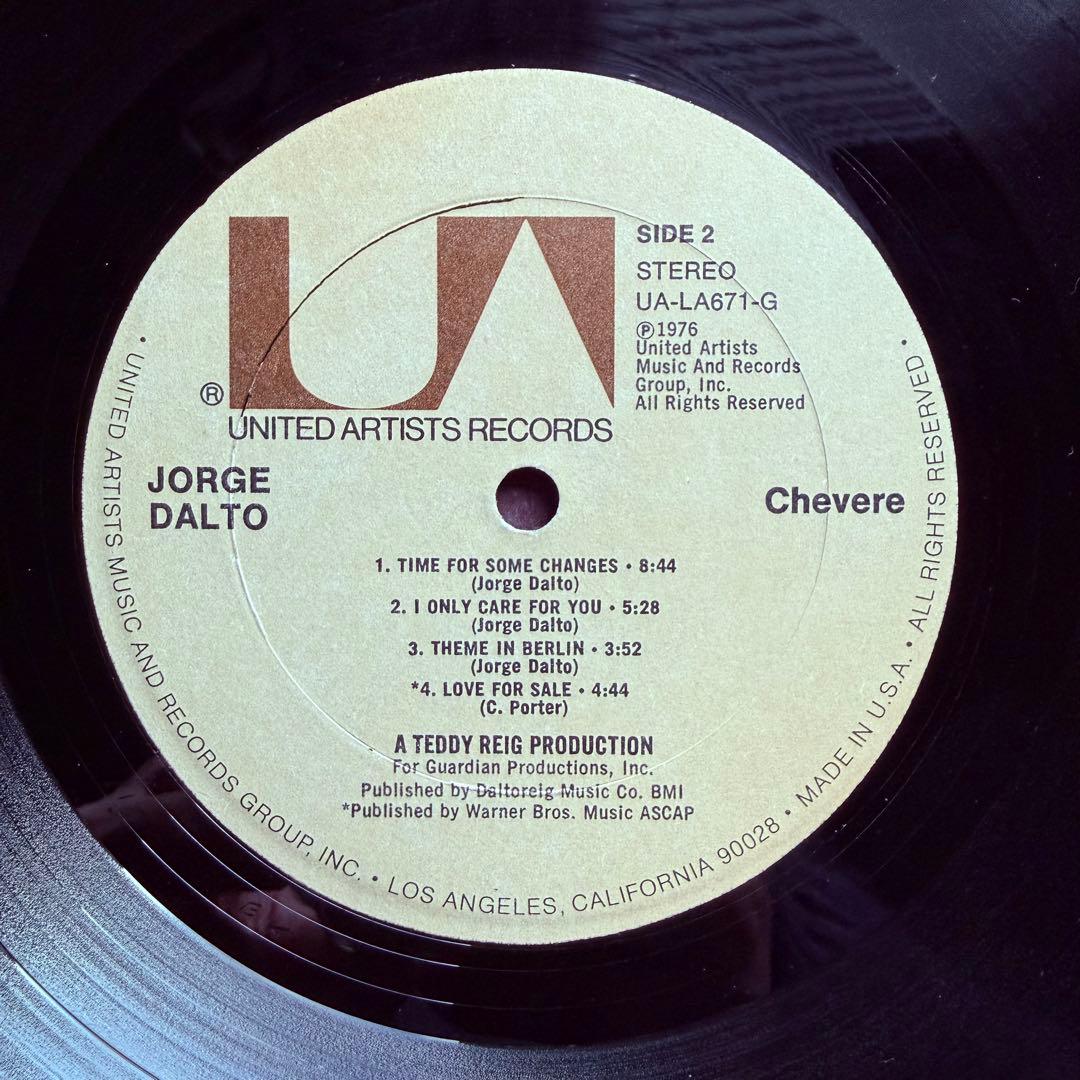 UA
®
UNITED ARTISTS RECORDS
SIDE 2
STEREO
UA-LA671-G
℗1976
United Artists
Music And Records
Group, Inc.
All Rights Reserved
JORGE
DALTO
Chevere
1. TIME FOR SOME CHANGES • 8:44
(Jorge Dalto)
2. I ONLY CARE FOR YOU • 5:28
(Jorge Dalto)
3. THEME IN BERLIN • 3:52
(Jorge Dalto)
*4. LOVE FOR SALE • 4:44
(C. Porter)
A TEDDY REIG PRODUCTION
For Guardian Productions, Inc.
Published by Daltoreig Music Co. BMI
*Published by Warner Bros. Music ASCAP
• UNITED ARTISTS MUSIC AND RECORDS GROUP, INC. • LOS ANGELES, CALIFORNIA 90028 • MADE IN U.S.A. • ALL RIGHTS RESERVED •